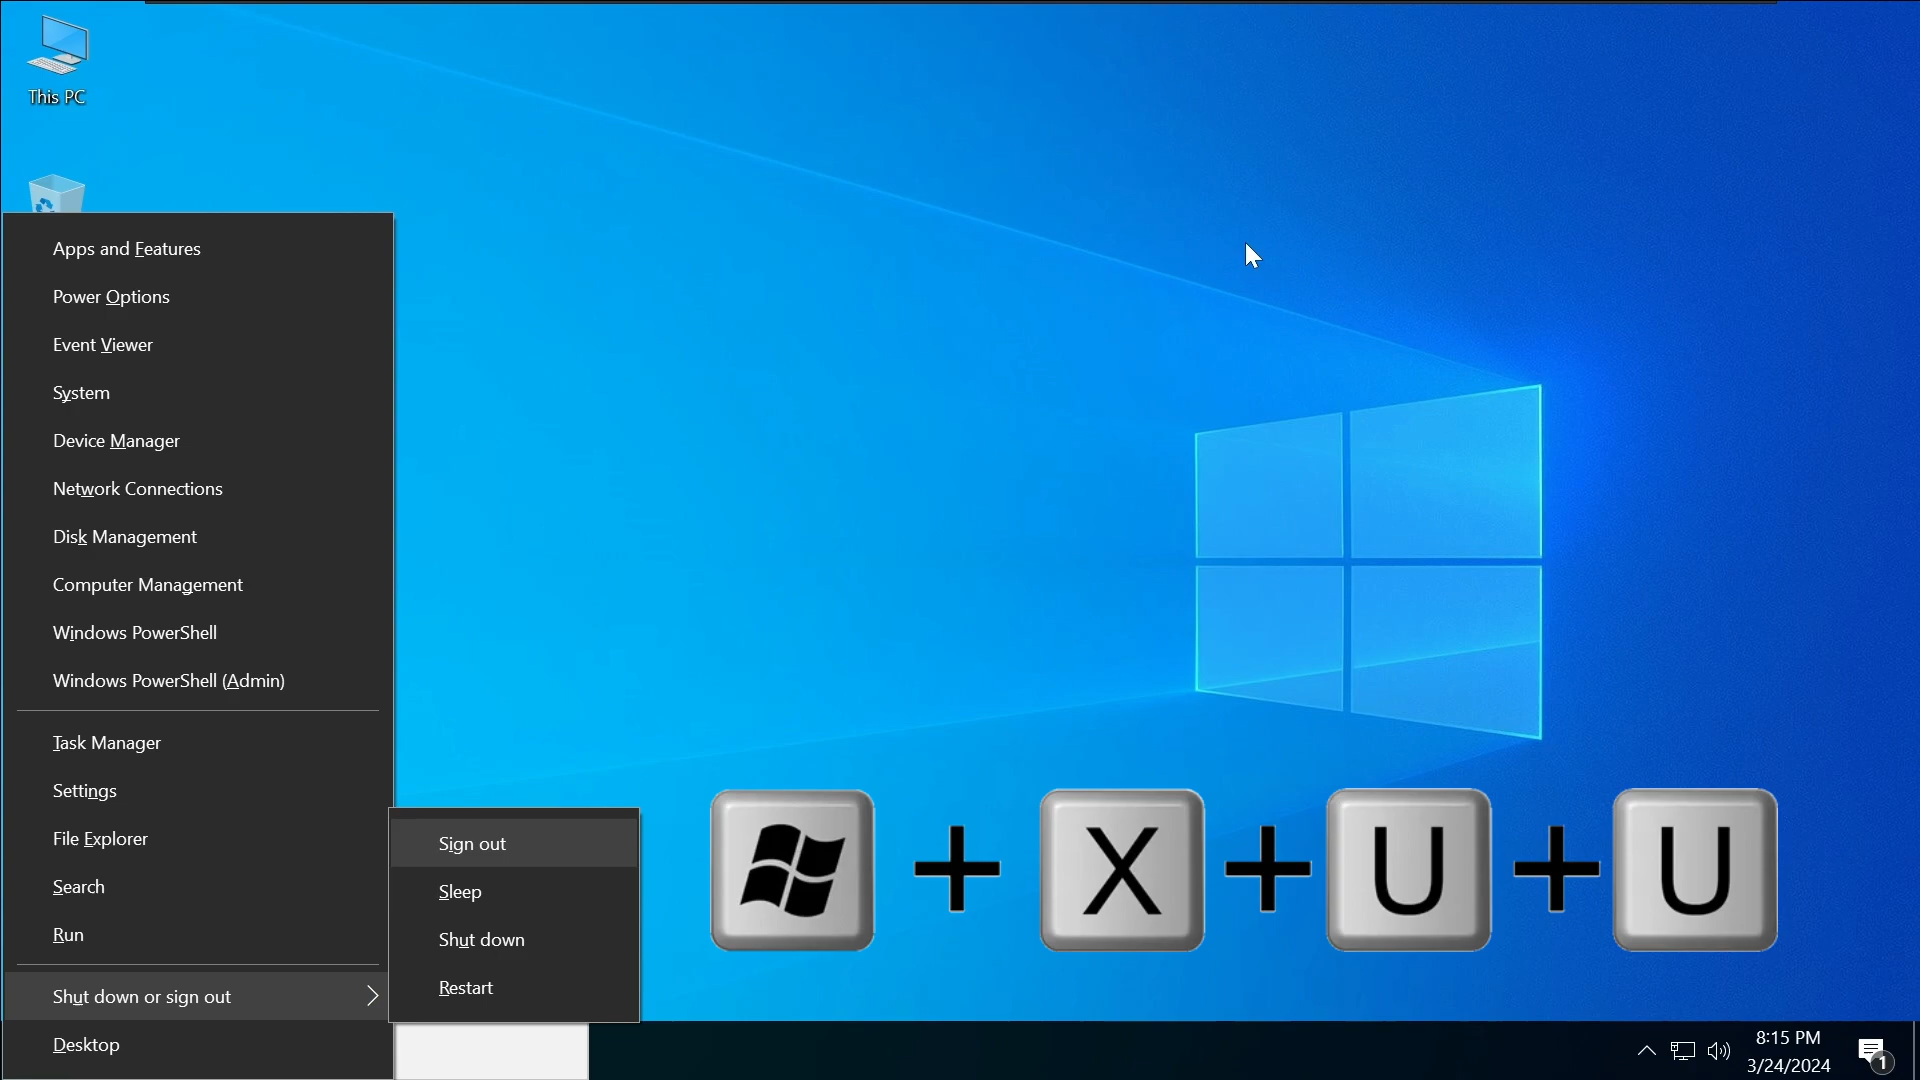 This PC
Apps and Features
Power Options
Event Viewer
System
Device Manager
Network Connections
Disk Management
Computer Management
Windows PowerShell
Windows PowerShell (Admin)
Task Manager
Settings
File Explorer
Search
Run
Shut down or sign out
Desktop
Sign out
Sleep
Shut down
Restart
+ X + U + U
8:15 PM
3/24/2024
1